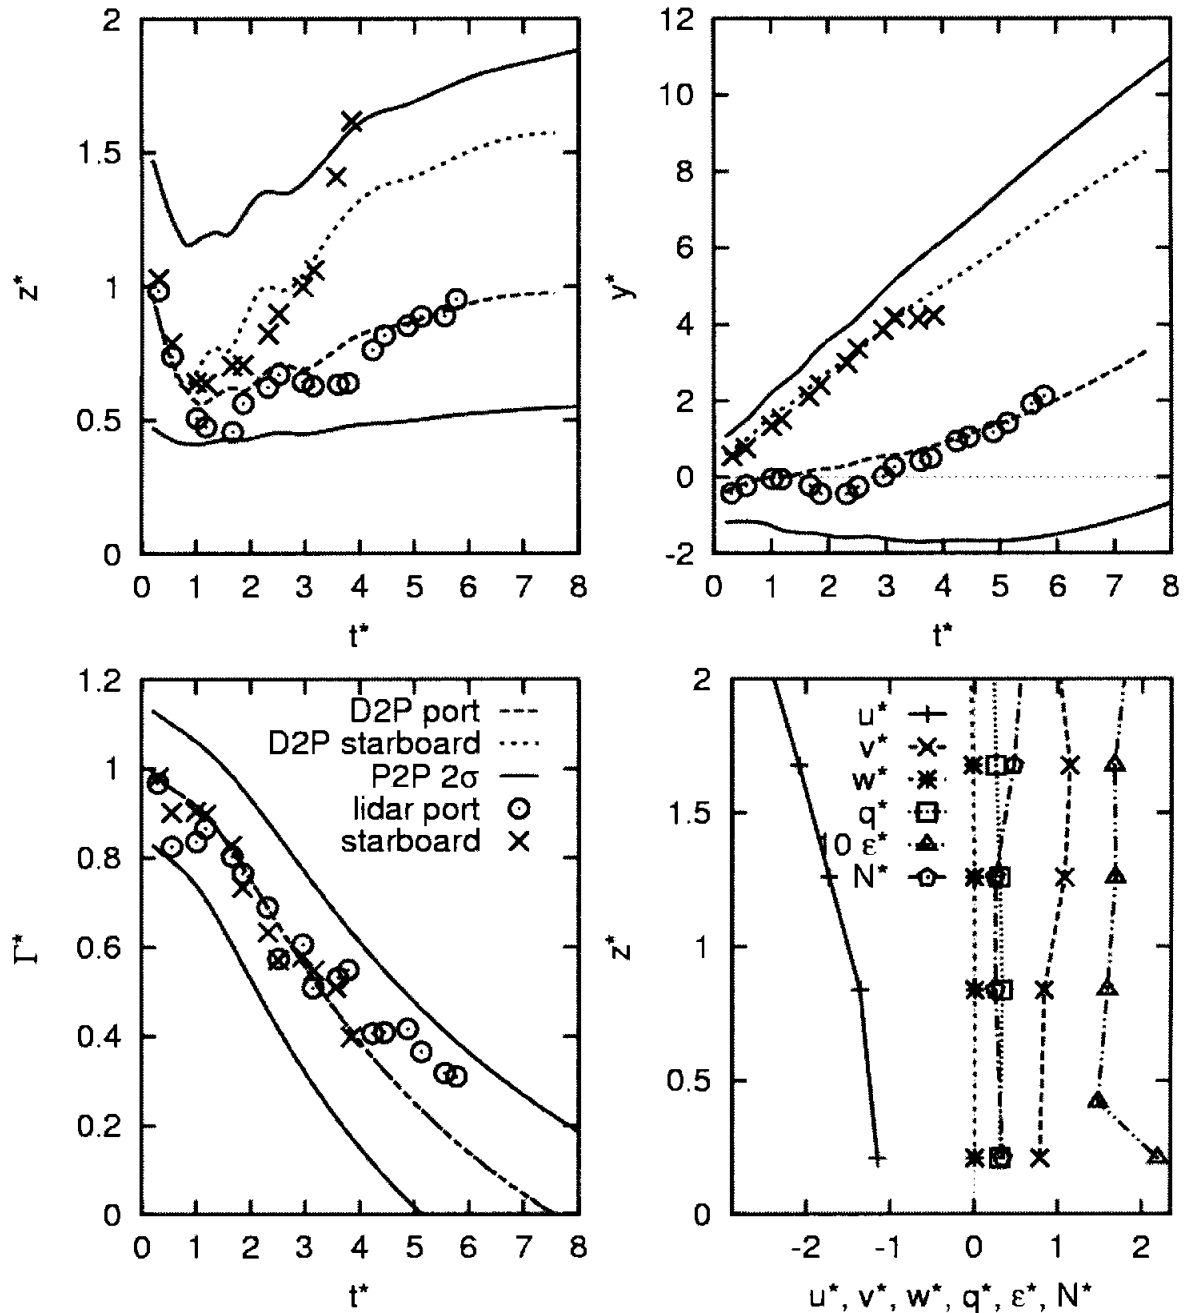 2
1.5
1
0.5
0
z*
0 1 2 3 4 5 6 7 8
t*
12
10
8
6
4
2
0
-2
y*
0 1 2 3 4 5 6 7 8
t*
1.2
1
0.8
0.6
0.4
0.2
0
Γ*
D2P port
D2P starboard
P2P 2σ
lidar port
starboard
0 1 2 3 4 5 6 7 8
t*
2
1.5
1
0.5
0
z*
u*
v*
w*
q*
10 ε*
N*
-2 -1 0 1 2
u*, v*, w*, q*, ε*, N*